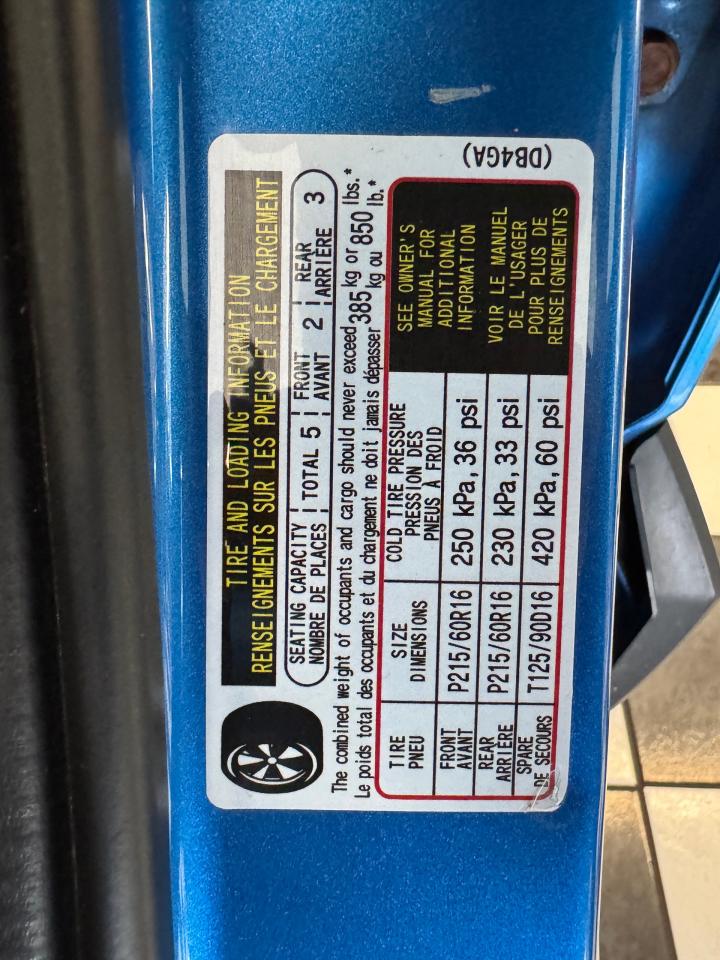 TIRE AND LOADING INFORMATION
RENSEIGNEMENTS SUR LES PNEUS ET LE CHARGEMENT
SEATING CAPACITY
NOMBRE DE PLACES
TOTAL 5
FRONT
AVANT 2
REAR
ARRIÈRE 3
The combined weight of occupants and cargo should never exceed 385 kg or 850 lbs.*
Le poids total des occupants et du chargement ne doit jamais dépasser 385 kg ou 850 lb.*
TIRE
PNEU
SIZE
DIMENSIONS
COLD TIRE PRESSURE
PRESSION DES
PNEUS À FROID
FRONT
AVANT
P215/60R16
250 kPa, 36 psi
REAR
ARRIÈRE
P215/60R16
230 kPa, 33 psi
SPARE
DE SECOURS
T125/90D16
420 kPa, 60 psi
SEE OWNER'S
MANUAL FOR
ADDITIONAL
INFORMATION
VOIR LE MANUEL
DE L'USAGER
POUR PLUS DE
RENSEIGNEMENTS
(DB4GA)